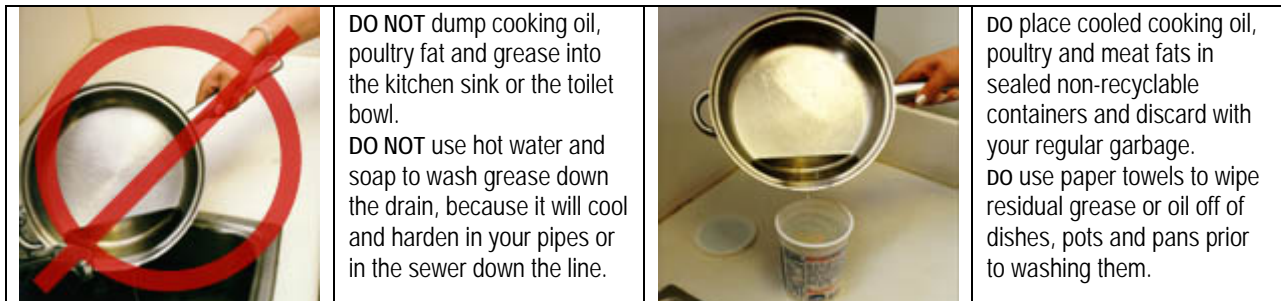 DO NOT dump cooking oil,
poultry fat and grease into
the kitchen sink or the toilet
bowl.
DO NOT use hot water and
soap to wash grease down
the drain, because it will cool
and harden in your pipes or
in the sewer down the line.
DO place cooled cooking oil,
poultry and meat fats in
sealed non-recyclable
containers and discard with
your regular garbage.
DO use paper towels to wipe
residual grease or oil off of
dishes, pots and pans prior
to washing them.